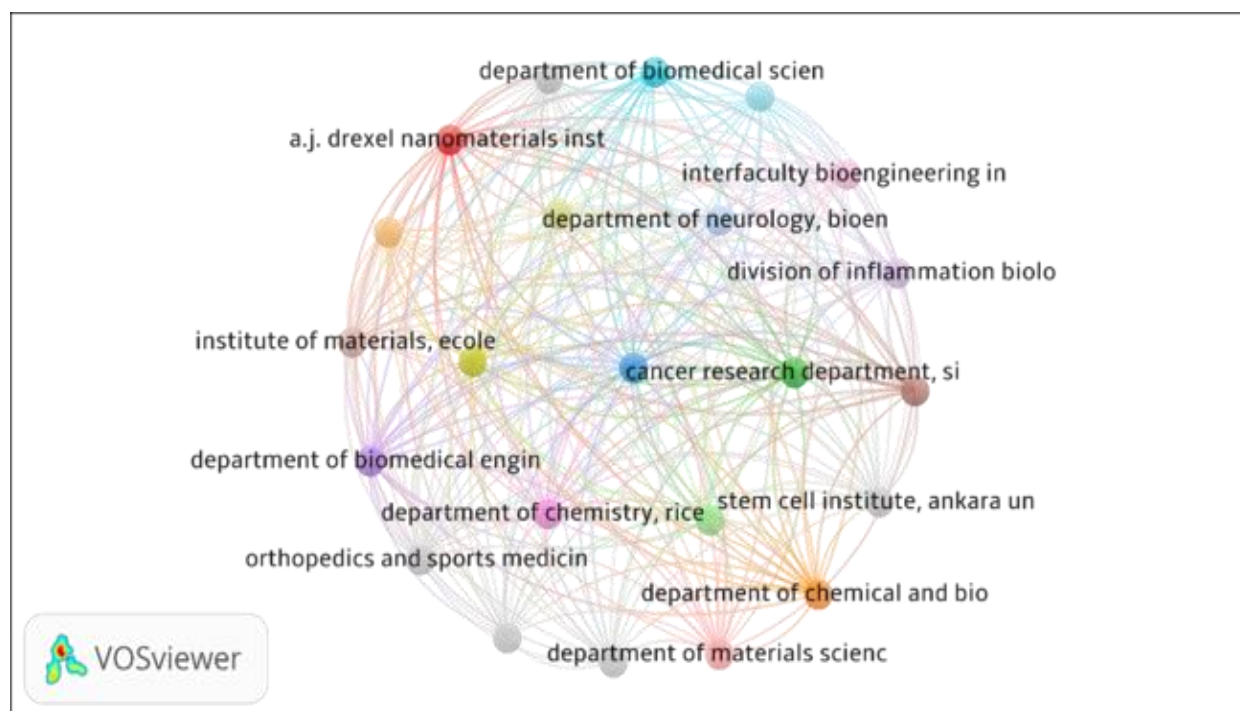 department of biomedical scien
a.j. drexel nanomaterials inst
interfaculty bioengineering in
department of neurology, bioen
division of inflammation biolo
institute of materials, ecole
cancer research department, si
department of biomedical engin
stem cell institute, ankara un
department of chemistry, rice
orthopedics and sports medicin
department of chemical and bio
department of materials scienc
VOSviewer